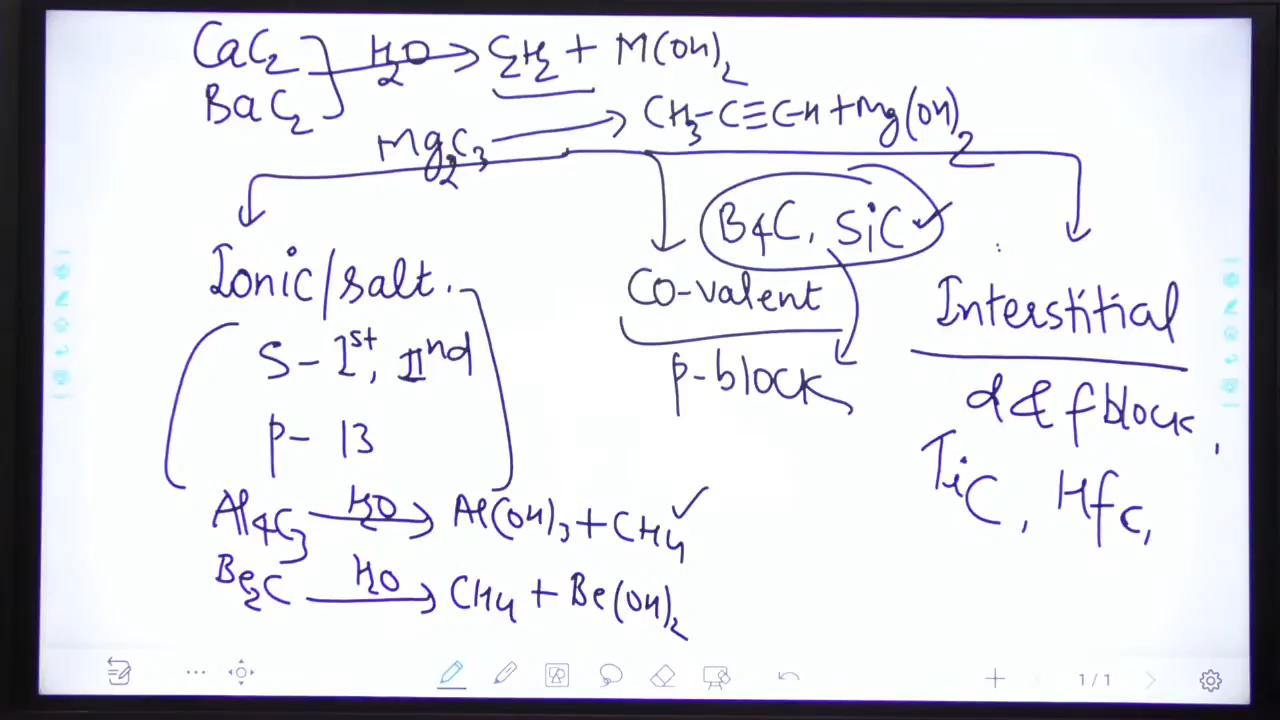 CaC2
BaC2
H2O → C2H2 + M(OH)2
Mg2C3 → CH3-C≡C-H + Mg(OH)2
B4C, SiC ✓
Ionic/salt.
S - Ist, IInd
p - 13
Al4C3 H2O → Al(OH)3 + CH4 ✓
Be2C H2O → CH4 + Be(OH)2
Co-valent
p-block
Interstitial
d & f block,
TiC, HfC,
1/1